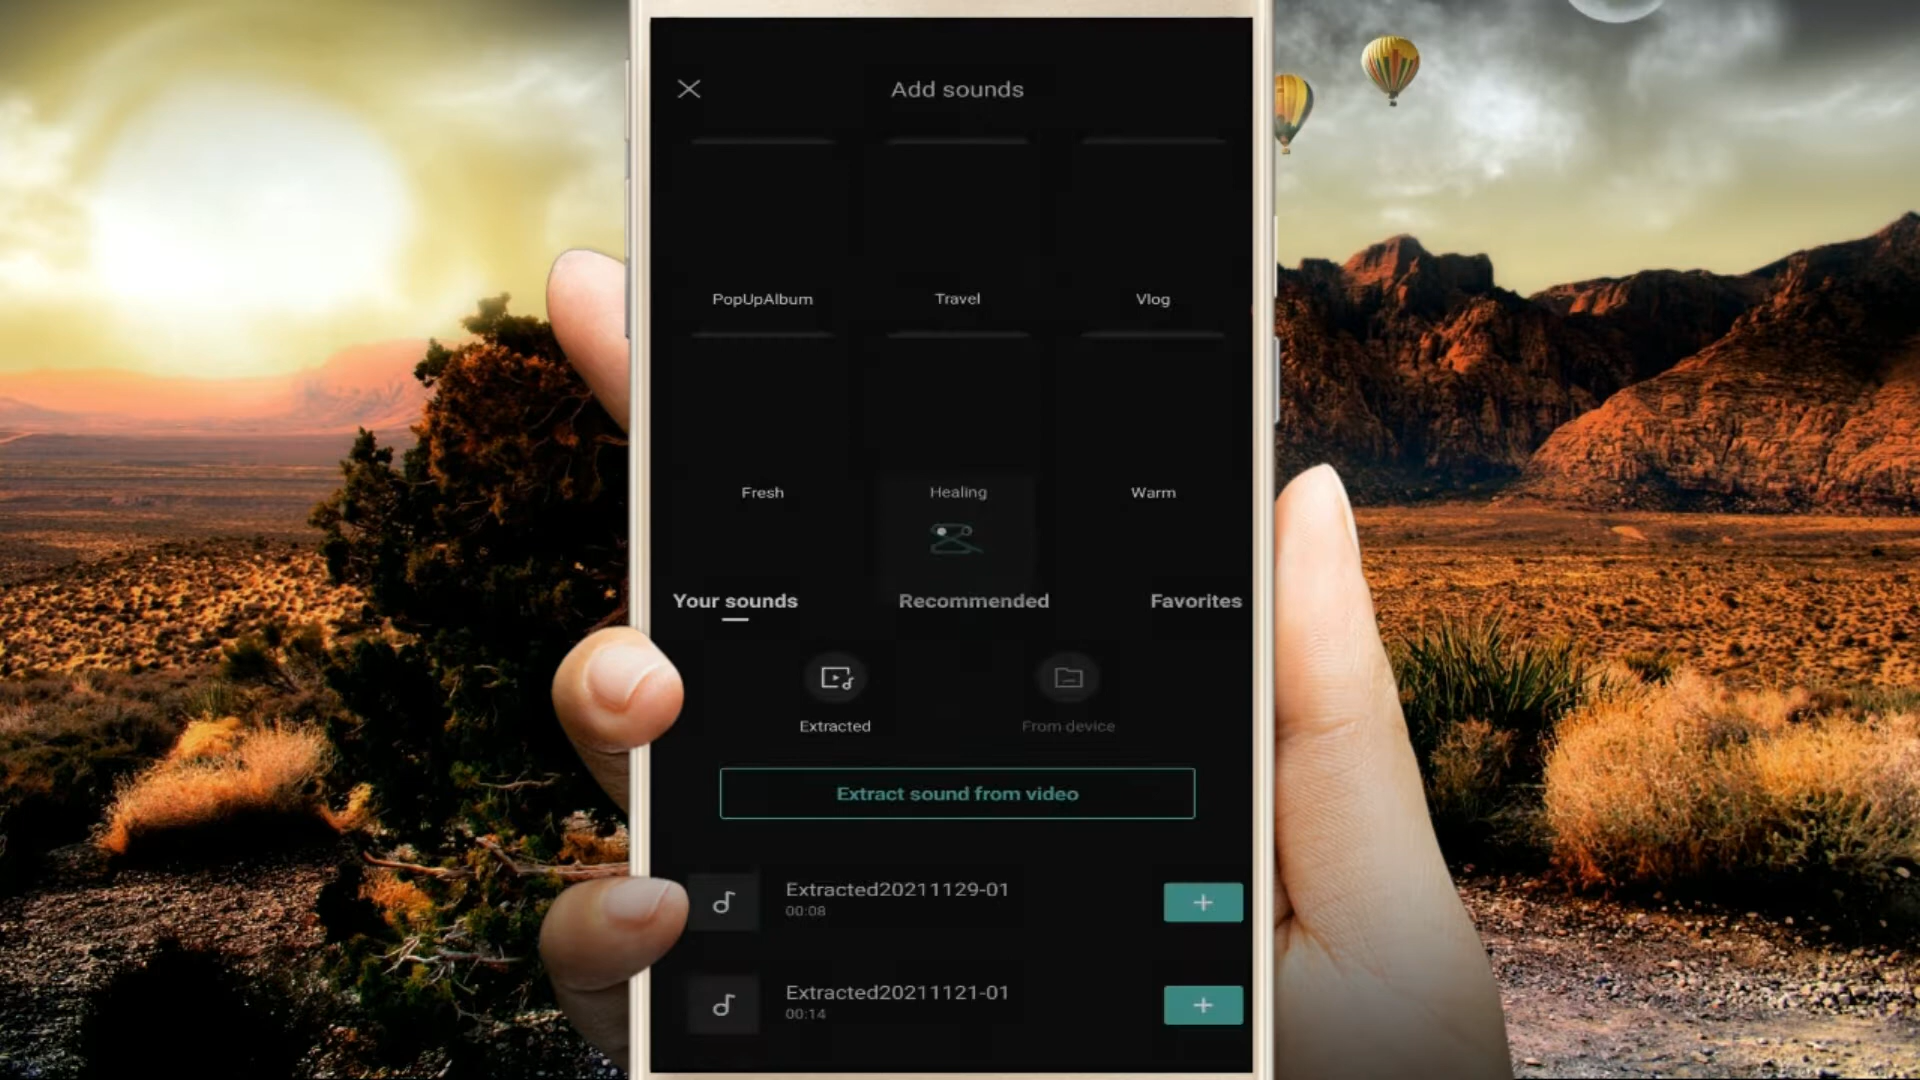 Add sounds
PopUpAlbum
Travel
Vlog
Fresh
Healing
Warm
Your sounds
Recommended
Favorites
Extracted
From device
Extract sound from video
Extracted20211129-01
00:08
Extracted20211121-01
00:14